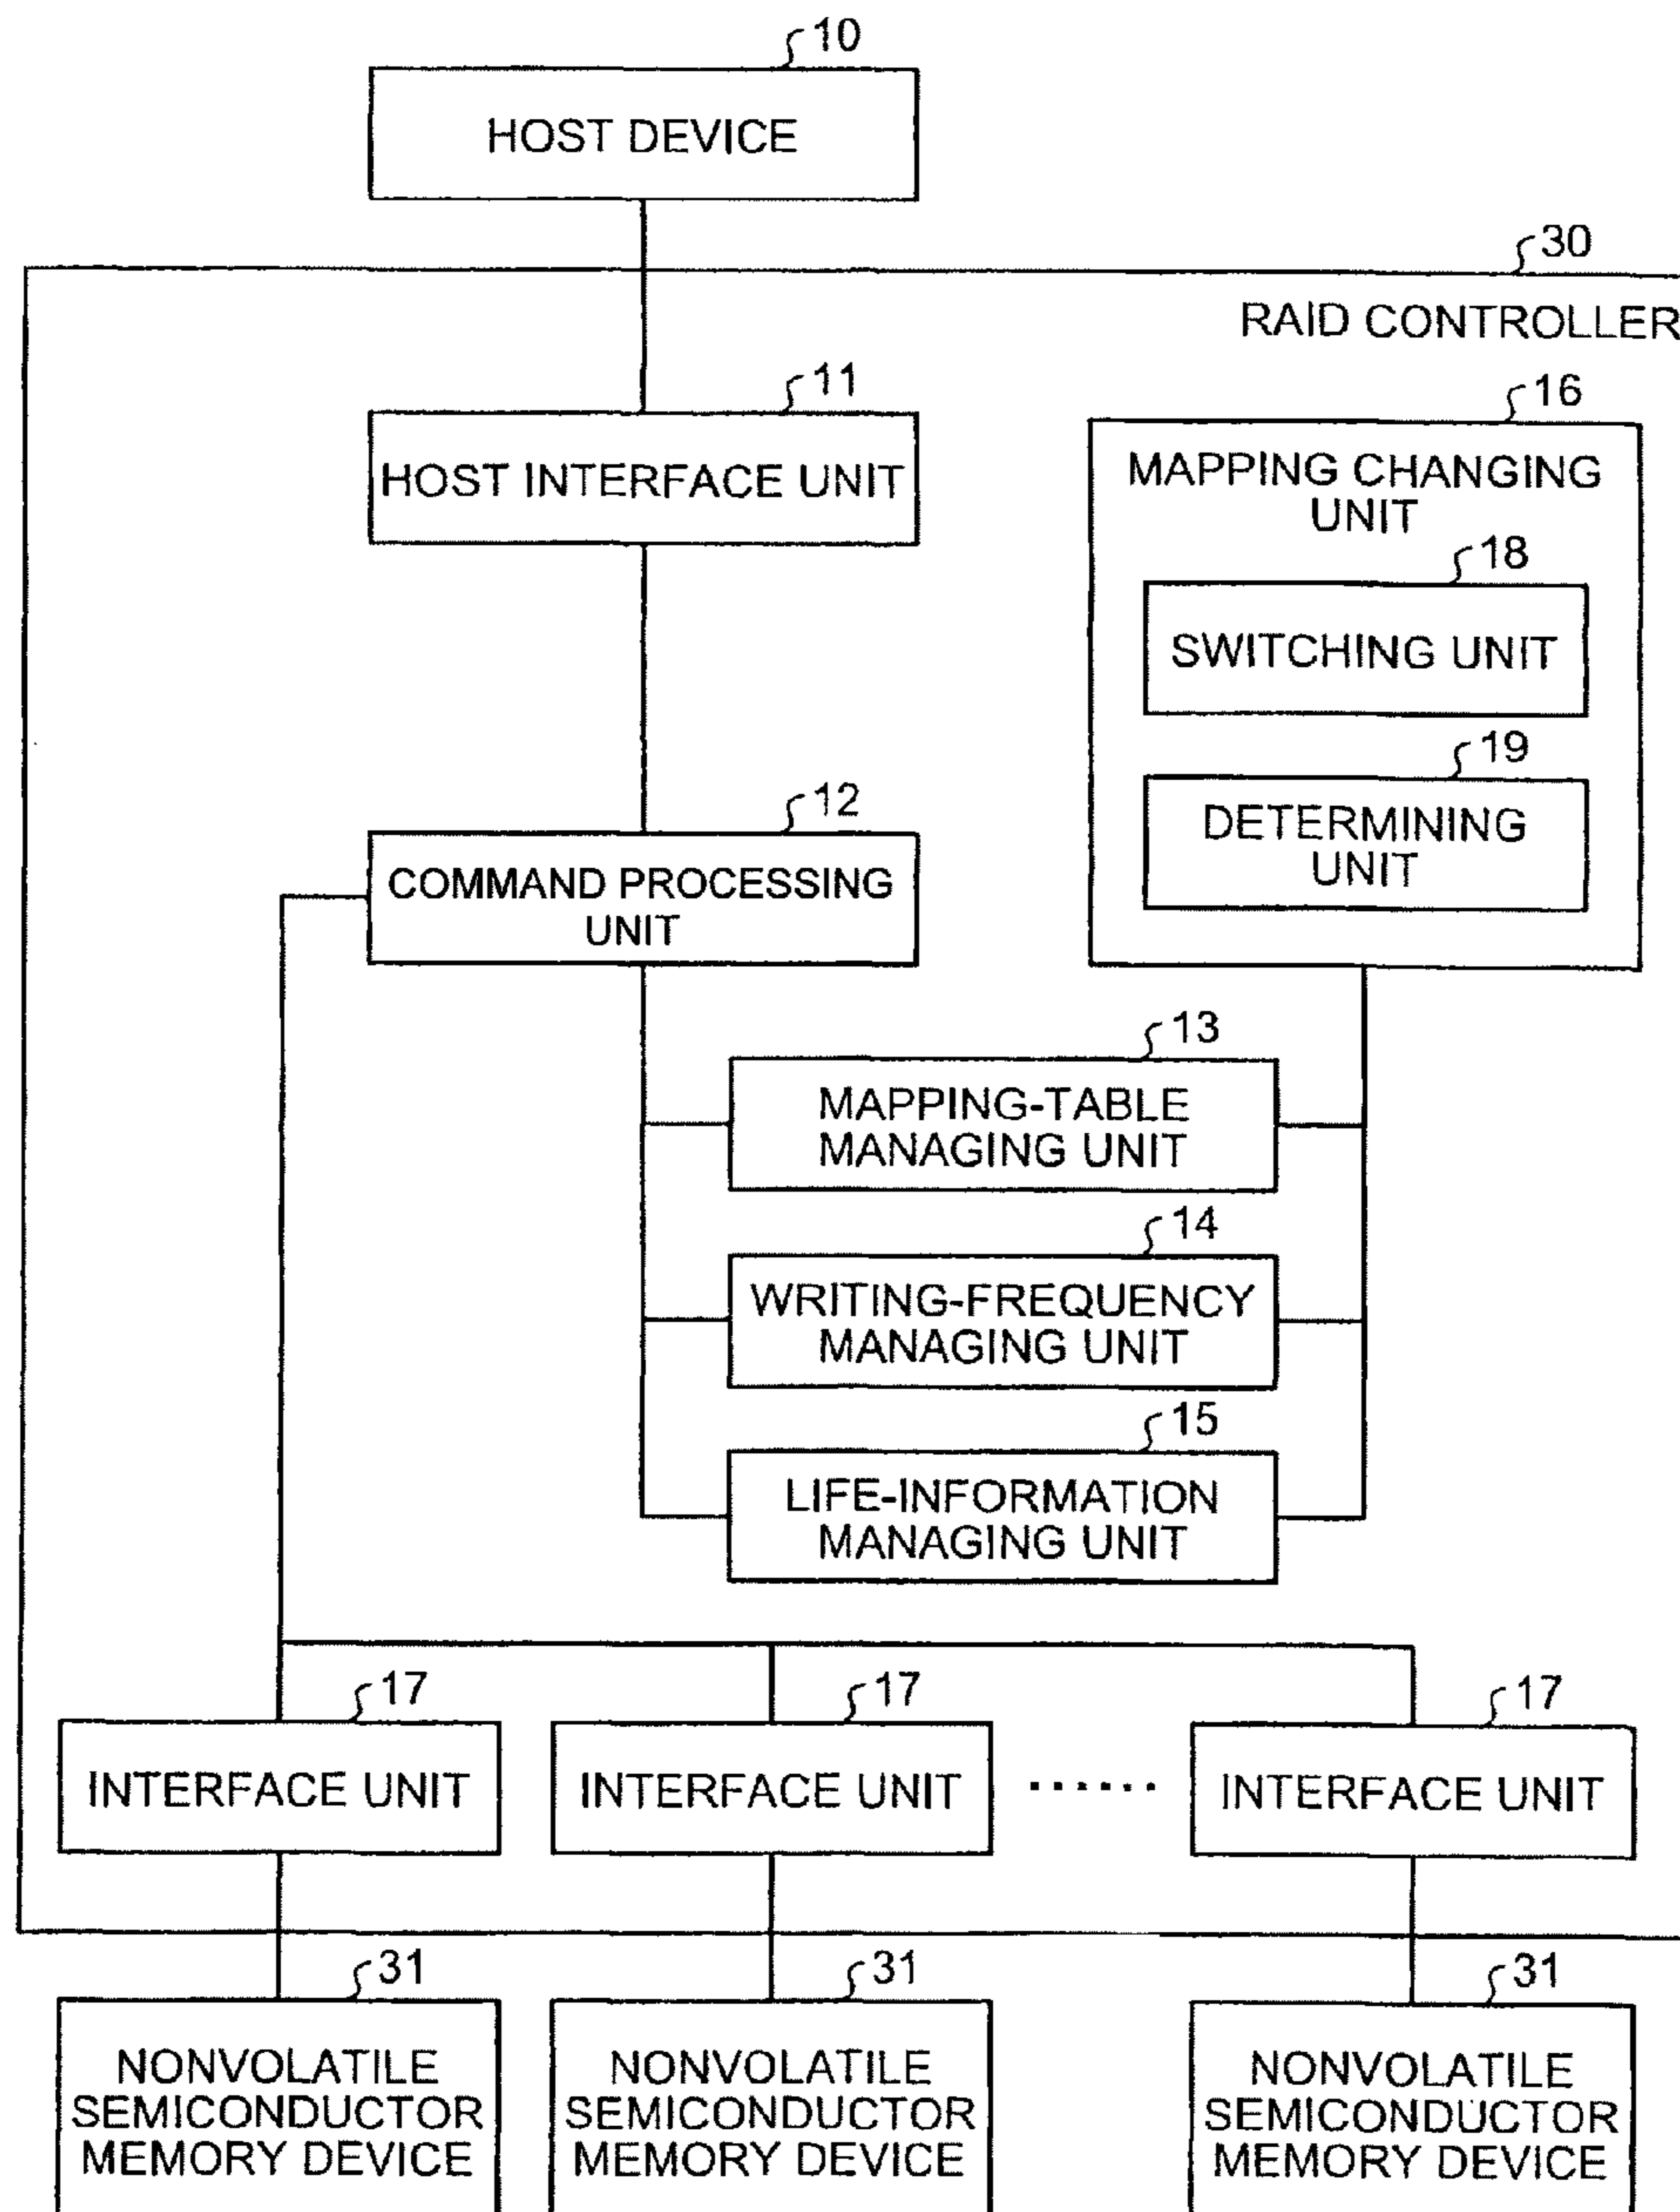 10
HOST DEVICE
30
RAID CONTROLLER
11
HOST INTERFACE UNIT
16
MAPPING CHANGING
UNIT
18
SWITCHING UNIT
19
DETERMINING
UNIT
12
COMMAND PROCESSING
UNIT
13
MAPPING-TABLE
MANAGING UNIT
14
WRITING-FREQUENCY
MANAGING UNIT
15
LIFE-INFORMATION
MANAGING UNIT
17
INTERFACE UNIT
17
INTERFACE UNIT
......
17
INTERFACE UNIT
31
NONVOLATILE
SEMICONDUCTOR
MEMORY DEVICE
31
NONVOLATILE
SEMICONDUCTOR
MEMORY DEVICE
31
NONVOLATILE
SEMICONDUCTOR
MEMORY DEVICE